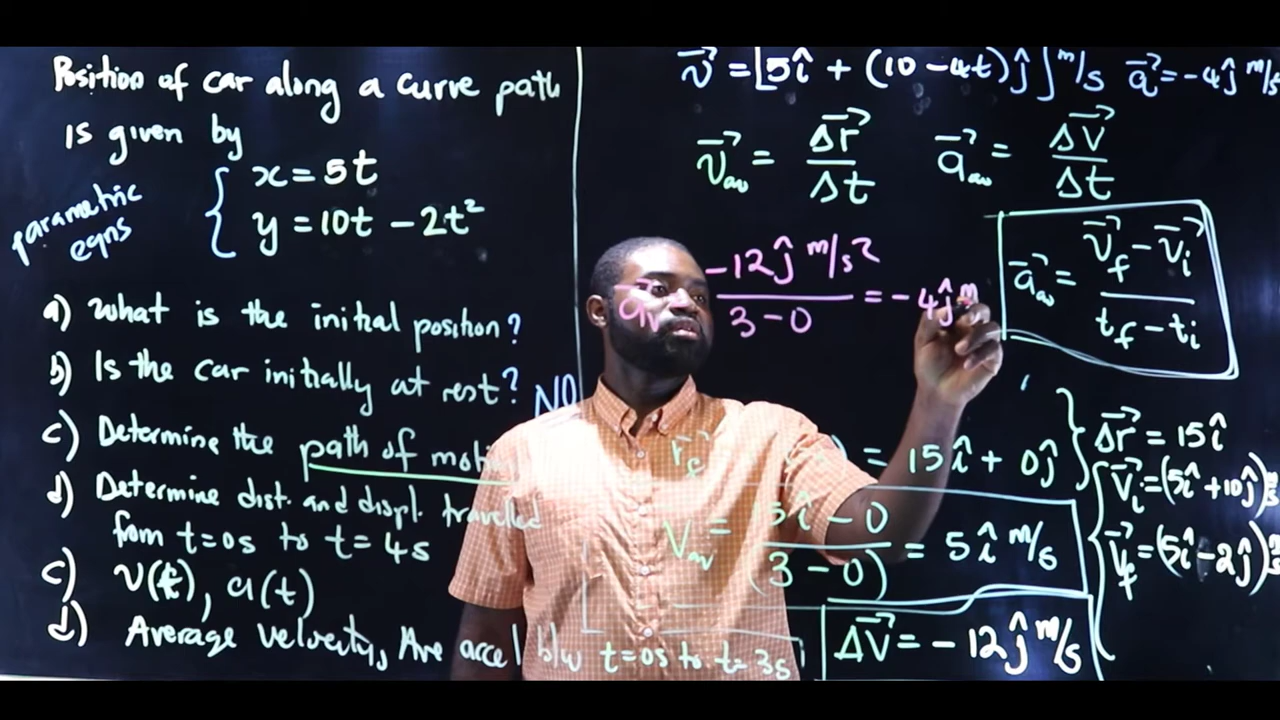 Position of car along a curve path
is given by
parametric eqns
x = 5t
y = 10t - 2t²
a) What is the initial position?
b) Is the car initially at rest? NO
c) Determine the path of motion
d) Determine dist. and displ. travelled
from t=0s to t=4s
c) v(t), a(t)
d) Average velocity, Ave accel b/w t=0s to t=3s
v⃗ = [5î + (10-4t)ĵ] m/s a⃗ = -4ĵ m/s
v⃗av = Δr⃗/Δt a⃗av = Δv⃗/Δt
a⃗av = (v⃗f - v⃗i)/(tf - ti)
-12ĵ m/s²/(3-0) = -4ĵ m
= 15î + 0ĵ
Vav = (5î - 0)/(3-0) = 5î m/s
Δr⃗ = 15î
V⃗i = (5î + 10ĵ)
V⃗f = (5î - 2ĵ)
ΔV⃗ = -12ĵ m/s